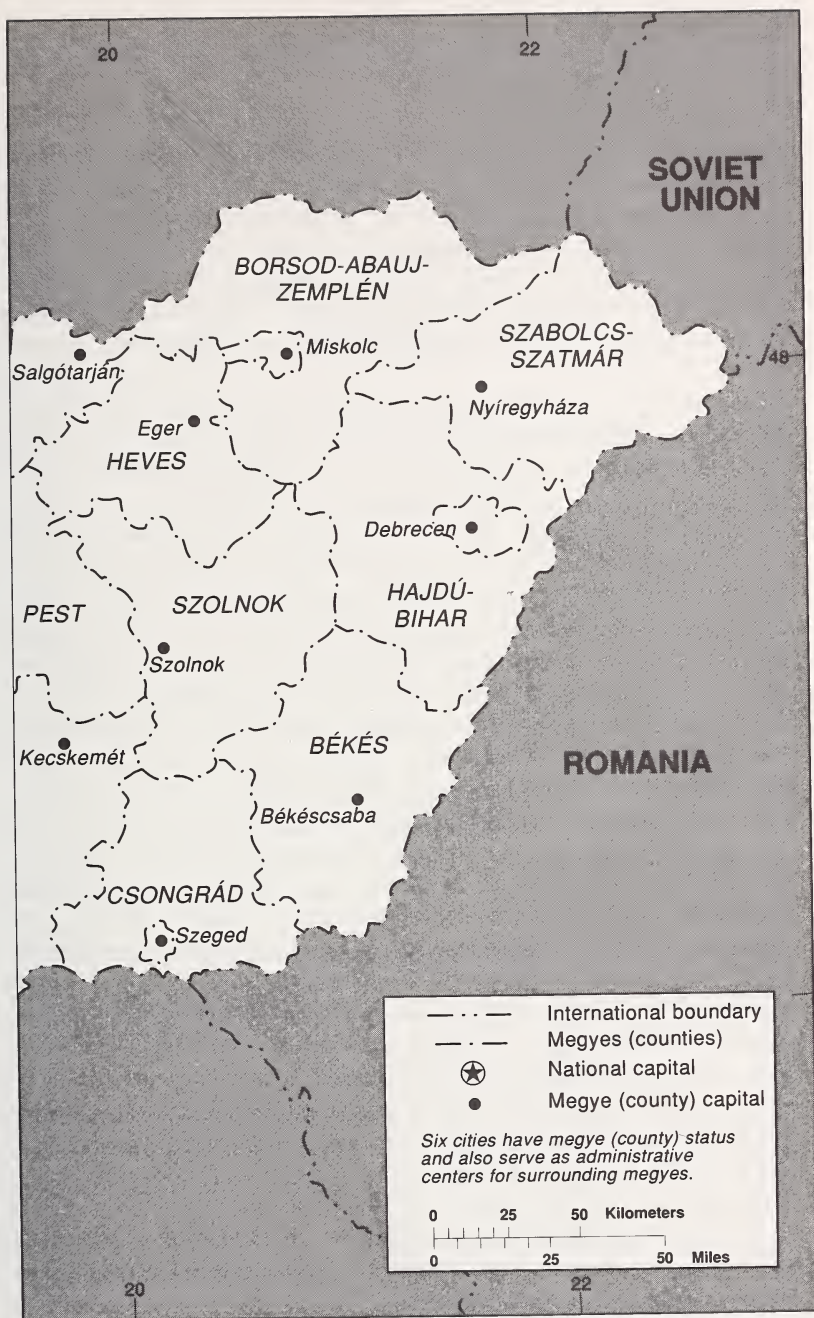 20
22
SOVIET
UNION
BORSOD-ABAUJ-
ZEMPLÉN
SZABOLCS-
SZATMÁR
Miskolc
Salgótarján
48
Nyíregyháza
Eger
HEVES
Debrecen
PEST
SZOLNOK
HAJDÚ-
BIHAR
Szolnok
Kecskemét
BÉKÉS
ROMANIA
Békéscsaba
CSONGRÁD
Szeged
International boundary
Megyes (counties)
National capital
Megye (county) capital
Six cities have megye (county) status
and also serve as administrative
centers for surrounding megyes.
0 25 50 Kilometers
0 25 50 Miles
20
22